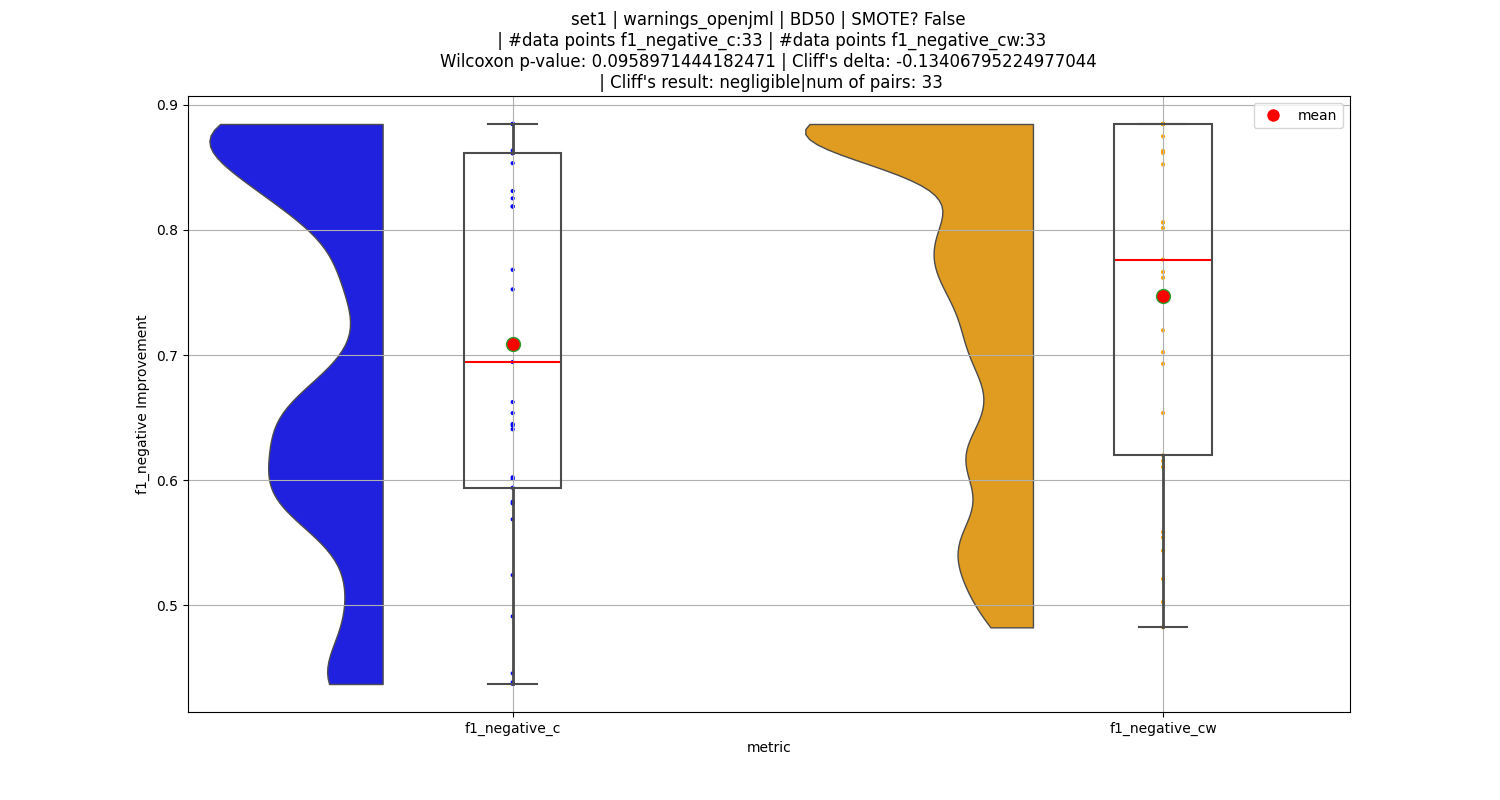 set1 | warnings_openjml | BD50 | SMOTE? False
| #data points f1_negative_c:33 | #data points f1_negative_cw:33
Wilcoxon p-value: 0.0958971444182471 | Cliff's delta: -0.13406795224977044
| Cliff's result: negligible|num of pairs: 33
mean
0.9
0.8
0.7
0.6
0.5
f1_negative Improvement
f1_negative_c
f1_negative_cw
metric